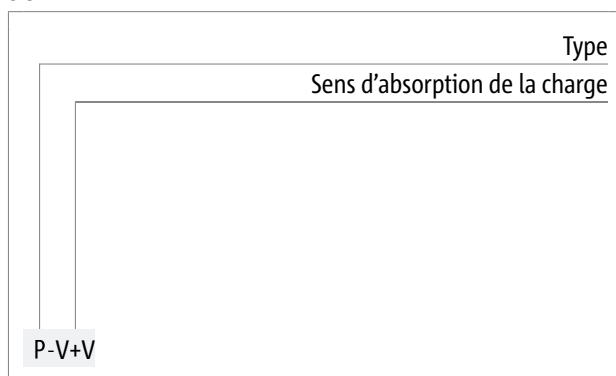 Type
Sens d’absorption de la charge
P-V+V